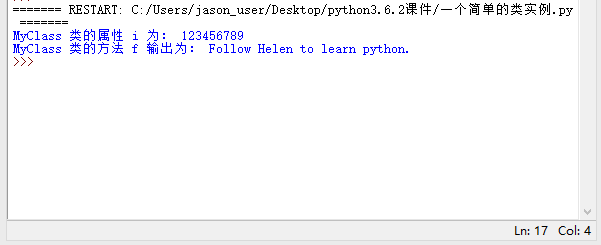 ======= RESTART: C:/Users/jason_user/Desktop/python3.6.2课件/一个简单的类实例.py
=======
MyClass 类的属性 i 为: 123456789
MyClass 类的方法 f 输出为: Follow Helen to learn python.
>>>
Ln: 17 Col: 4